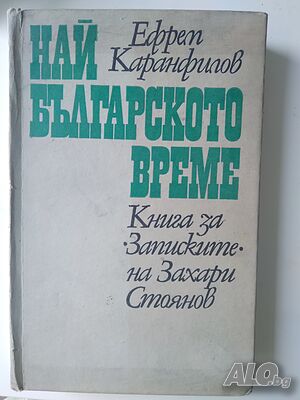 Ефрем
Каранфилов
НАЙ
БЪЛГАРСКОТО
ВРЕМЕ
Книга за
·Записките·
на Захари
Стоянов
ALO.bg